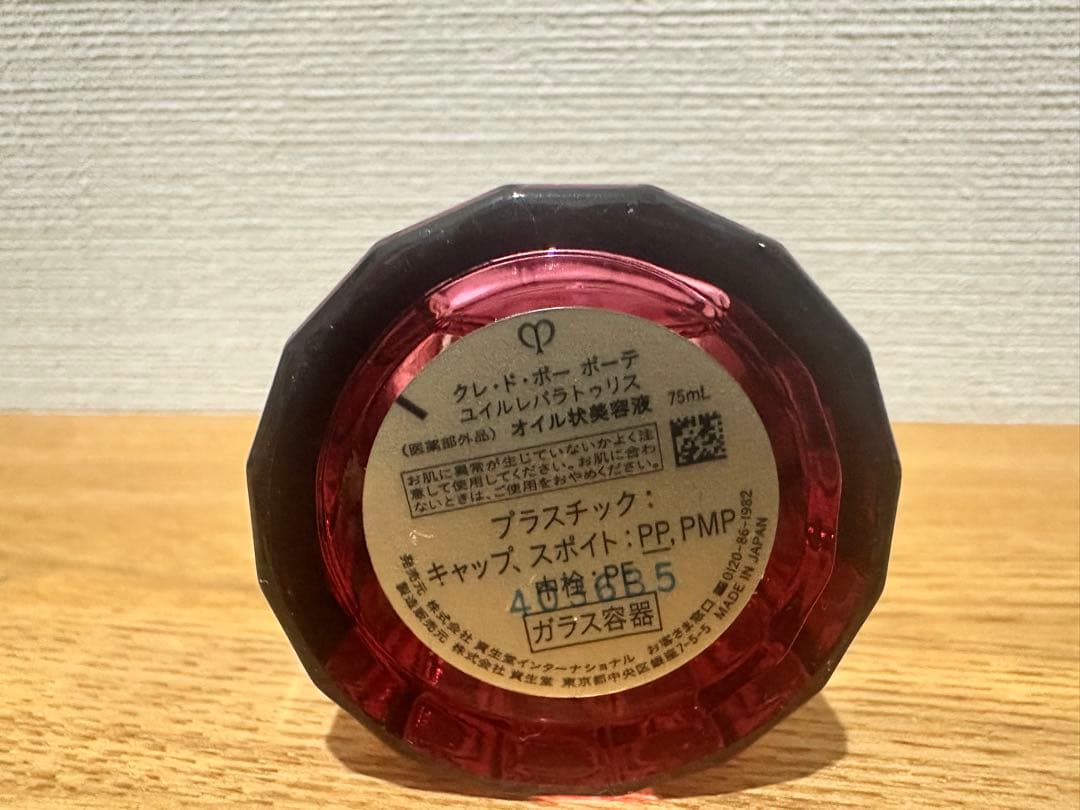 クレ・ド・ポー ボーテ
ユイルレパラトゥリス
(医薬部外品) オイル状美容液 75mL
お肌に異常が生じていないかよく注
意して使用してください。お肌に合わ
ないときは、ご使用をおやめください。
プラスチック:
キャップ、スポイト:PP,PMP
中栓:PE
4036B5
ガラス容器
発売元 株式会社 資生堂インターナショナル お客さま窓口 0120-86-1982
製造販売元 株式会社 資生堂 東京都中央区銀座7-5-5 MADE IN JAPAN